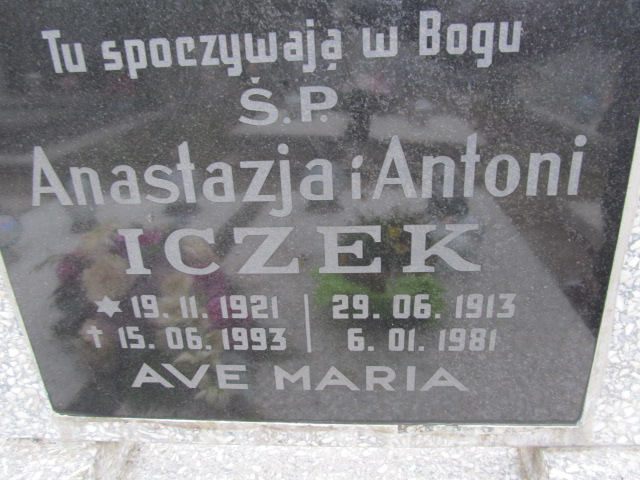 Tu spoczywają w Bogu
Ś.P.
Anastazja i Antoni
ICZEK
✡ 19. 11. 1921 | 29. 06. 1913
✝ 15. 06. 1993 | 6. 01. 1981
AVE MARIA